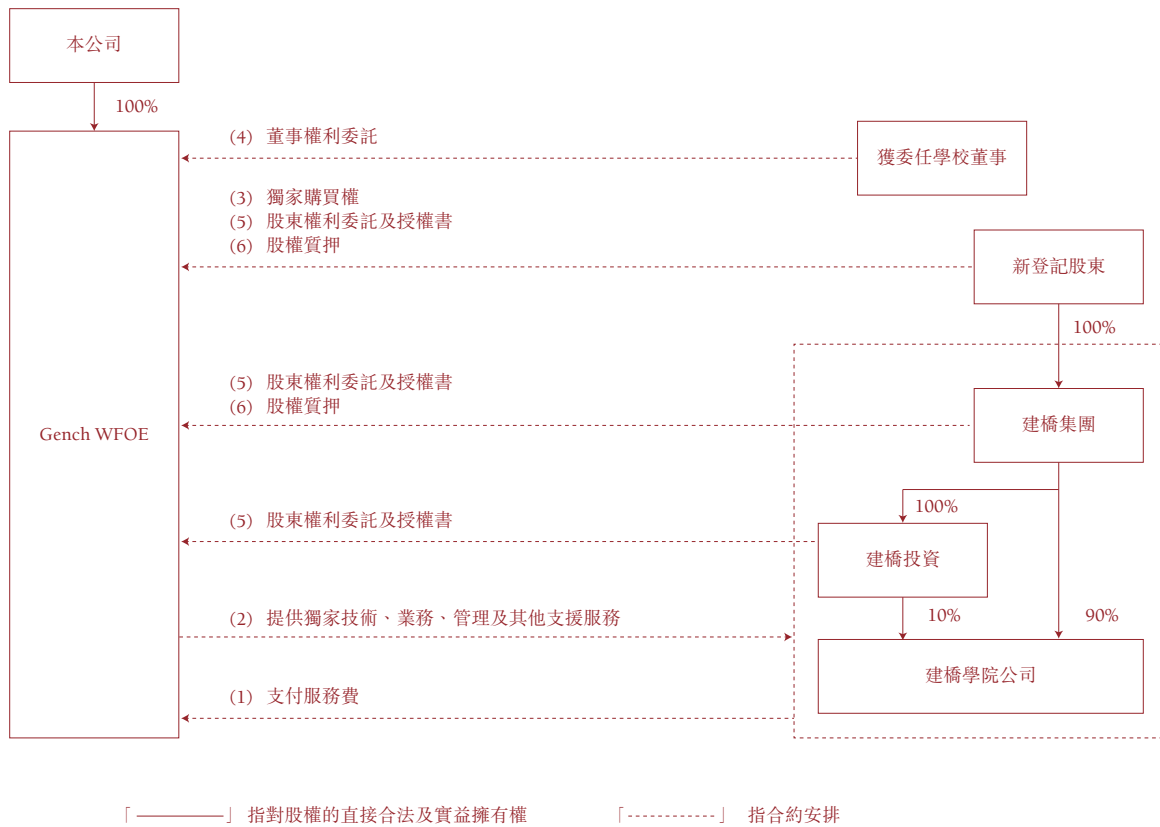 本公司
100%
(4) 董事權利委託
獲委任學校董事
(3) 獨家購買權
(5) 股東權利委託及授權書
(6) 股權質押
新登記股東
100%
(5) 股東權利委託及授權書
(6) 股權質押
建橋集團
Gench WFOE
100%
(5) 股東權利委託及授權書
建橋投資
(2) 提供獨家技術、業務、管理及其他支援服務
10%
90%
建橋學院公司
(1) 支付服務費
「————」指對股權的直接合法及實益擁有權
「------------」 指合約安排